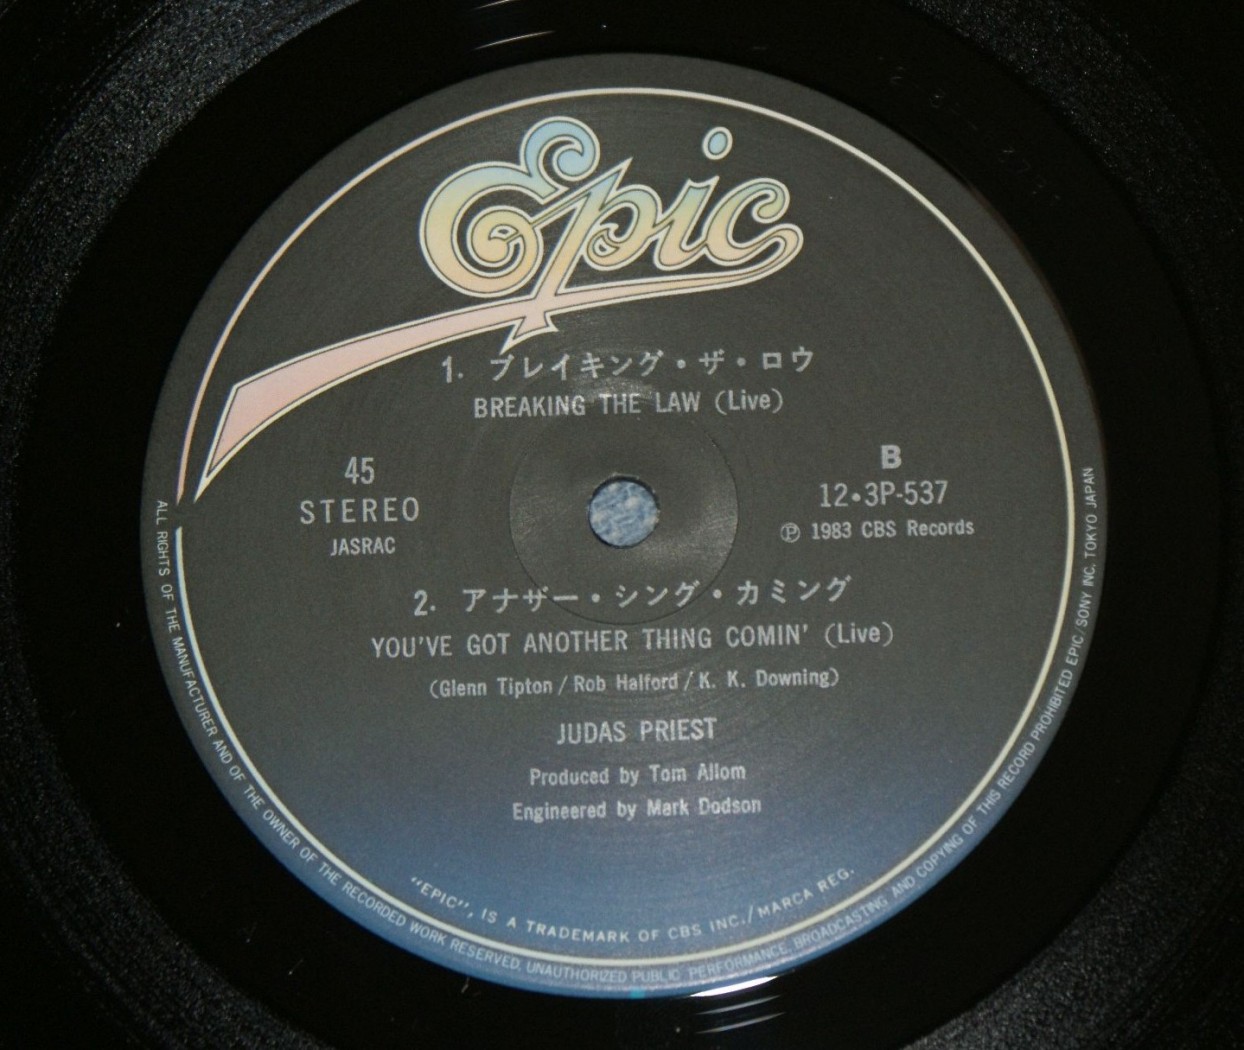 Epic
1. ブレイキング・ザ・ロウ
BREAKING THE LAW (Live)
45
STEREO
JASRAC
B
12・3P-537
Ⓟ 1983 CBS Records
2. アナザー・シング・カミング
YOU'VE GOT ANOTHER THING COMIN' (Live)
(Glenn Tipton / Rob Halford / K. K. Downing)
JUDAS PRIEST
Produced by Tom Allom
Engineered by Mark Dodson
"EPIC", IS A TRADEMARK OF CBS INC./MARCA REG.
ALL RIGHTS OF THE MANUFACTURER AND OF THE OWNER OF THE RECORDED WORK RESERVED. UNAUTHORIZED PUBLIC PERFORMANCE, BROADCASTING AND COPYING OF THIS RECORD PROHIBITED EPIC/SONY INC. TOKYO JAPAN